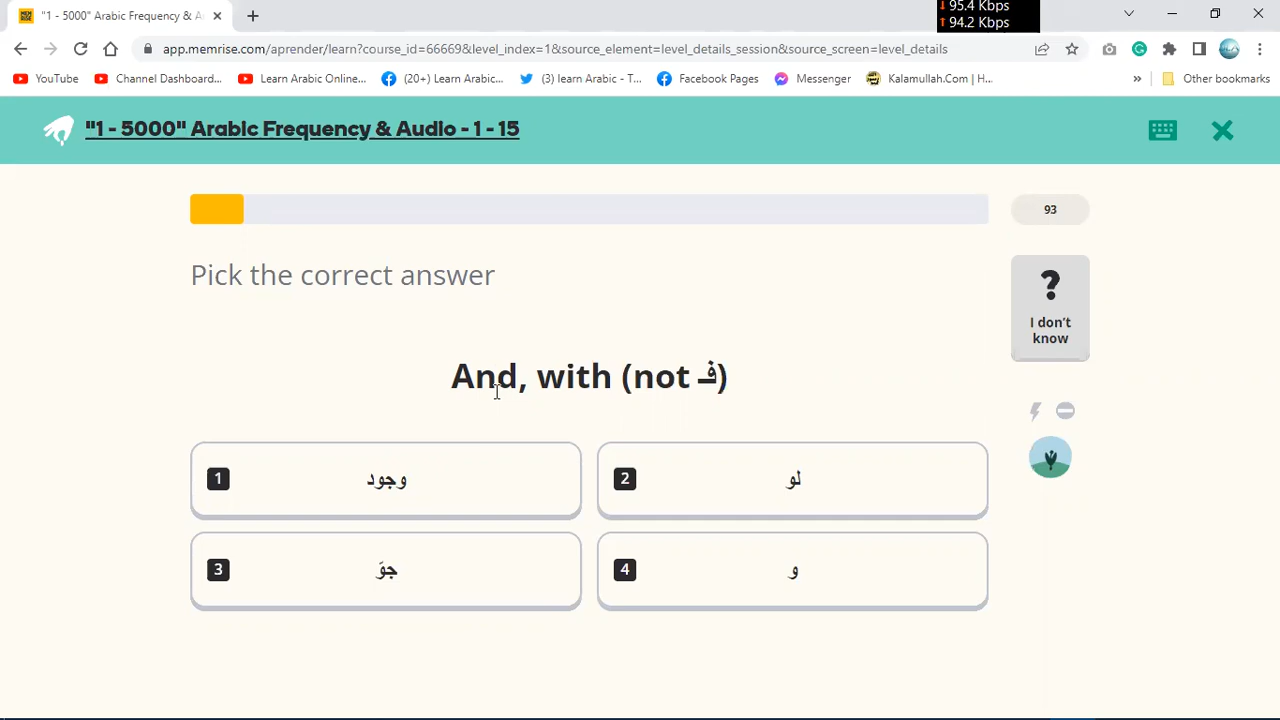 "1 - 5000" Arabic Frequency & A
↓ 95.4 Kbps
↑ 94.2 Kbps
app.memrise.com/aprender/learn?course_id=66669&level_index=1&source_element=level_details_session&source_screen=level_details
YouTube Channel Dashboard... Learn Arabic Online... (20+) Learn Arabic... (3) learn Arabic - T... Facebook Pages Messenger Kalamullah.Com | H... » Other bookmarks
"1 - 5000" Arabic Frequency & Audio - 1 - 15
93
Pick the correct answer
?
I don't
know
And, with (not فـ)
1 وجود
2 لو
3 جوّ
4 و